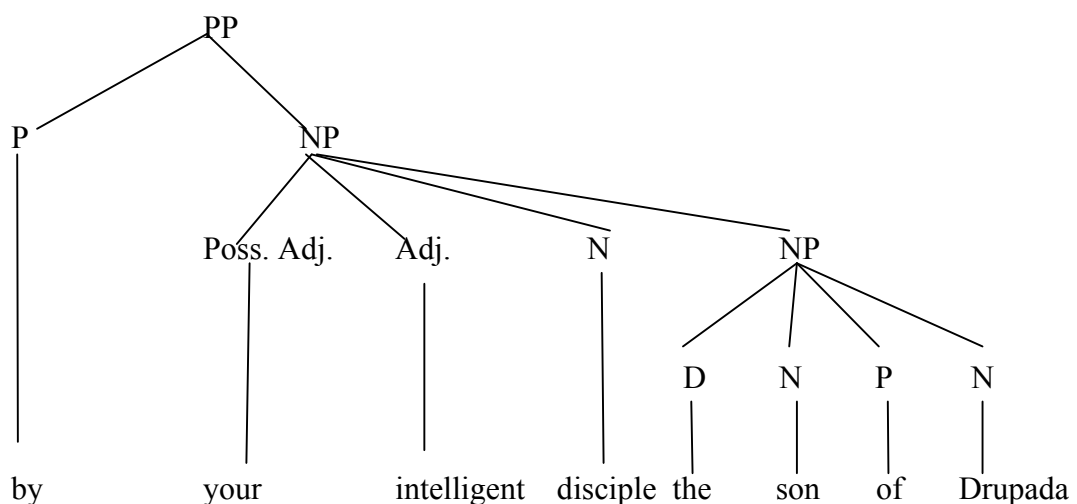 PP
P NP
Poss. Adj. Adj. N NP
D N P N
by your intelligent disciple the son of Drupada